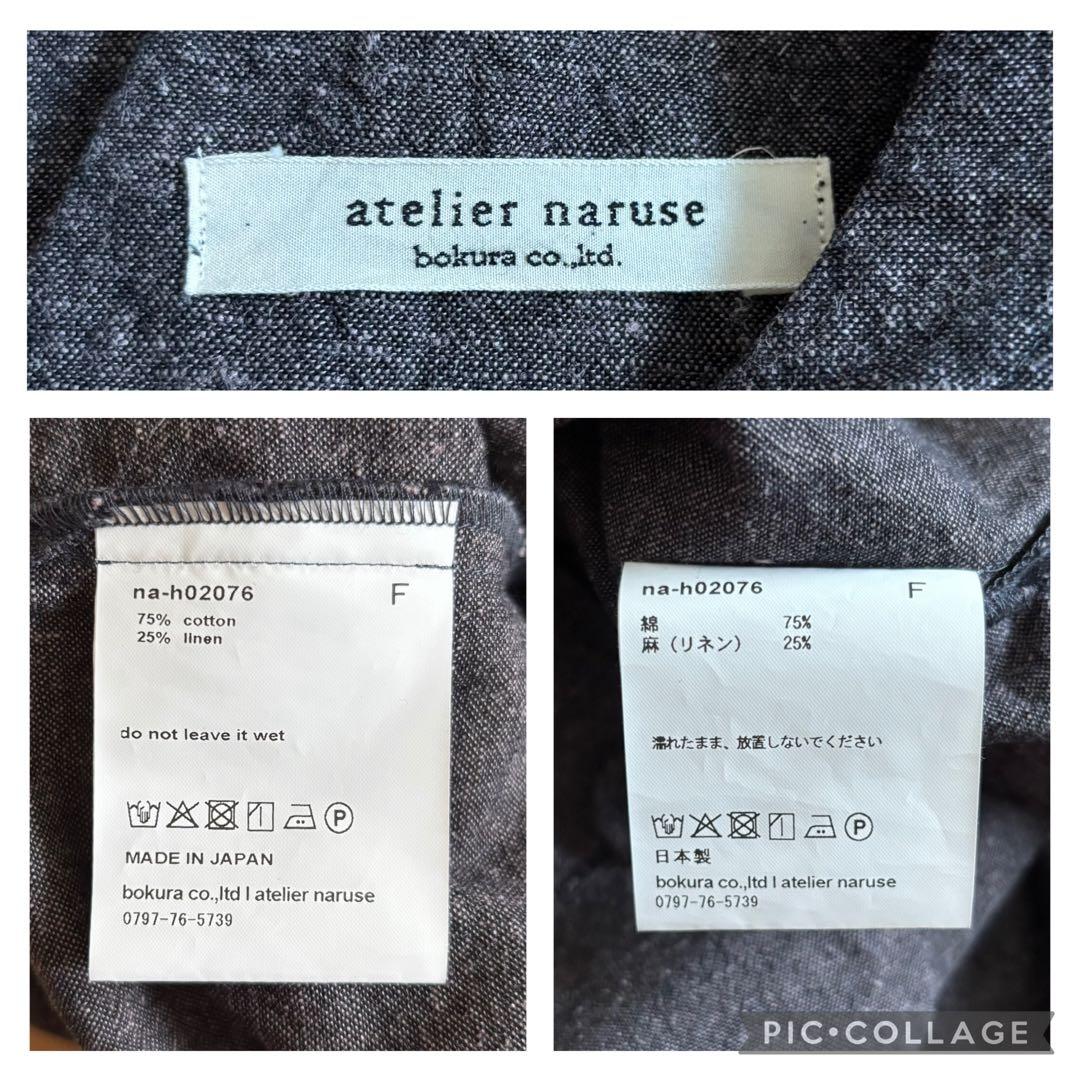 atelier naruse
bokura co.,ltd.
na-h02076 F
75% cotton
25% linen
do not leave it wet
P
MADE IN JAPAN
bokura co.,ltd l atelier naruse
0797-76-5739
na-h02076 F
綿 75%
麻（リネン） 25%
濡れたまま、放置しないでください
P
日本製
bokura co.,ltd l atelier naruse
0797-76-5739
PIC•COLLAGE